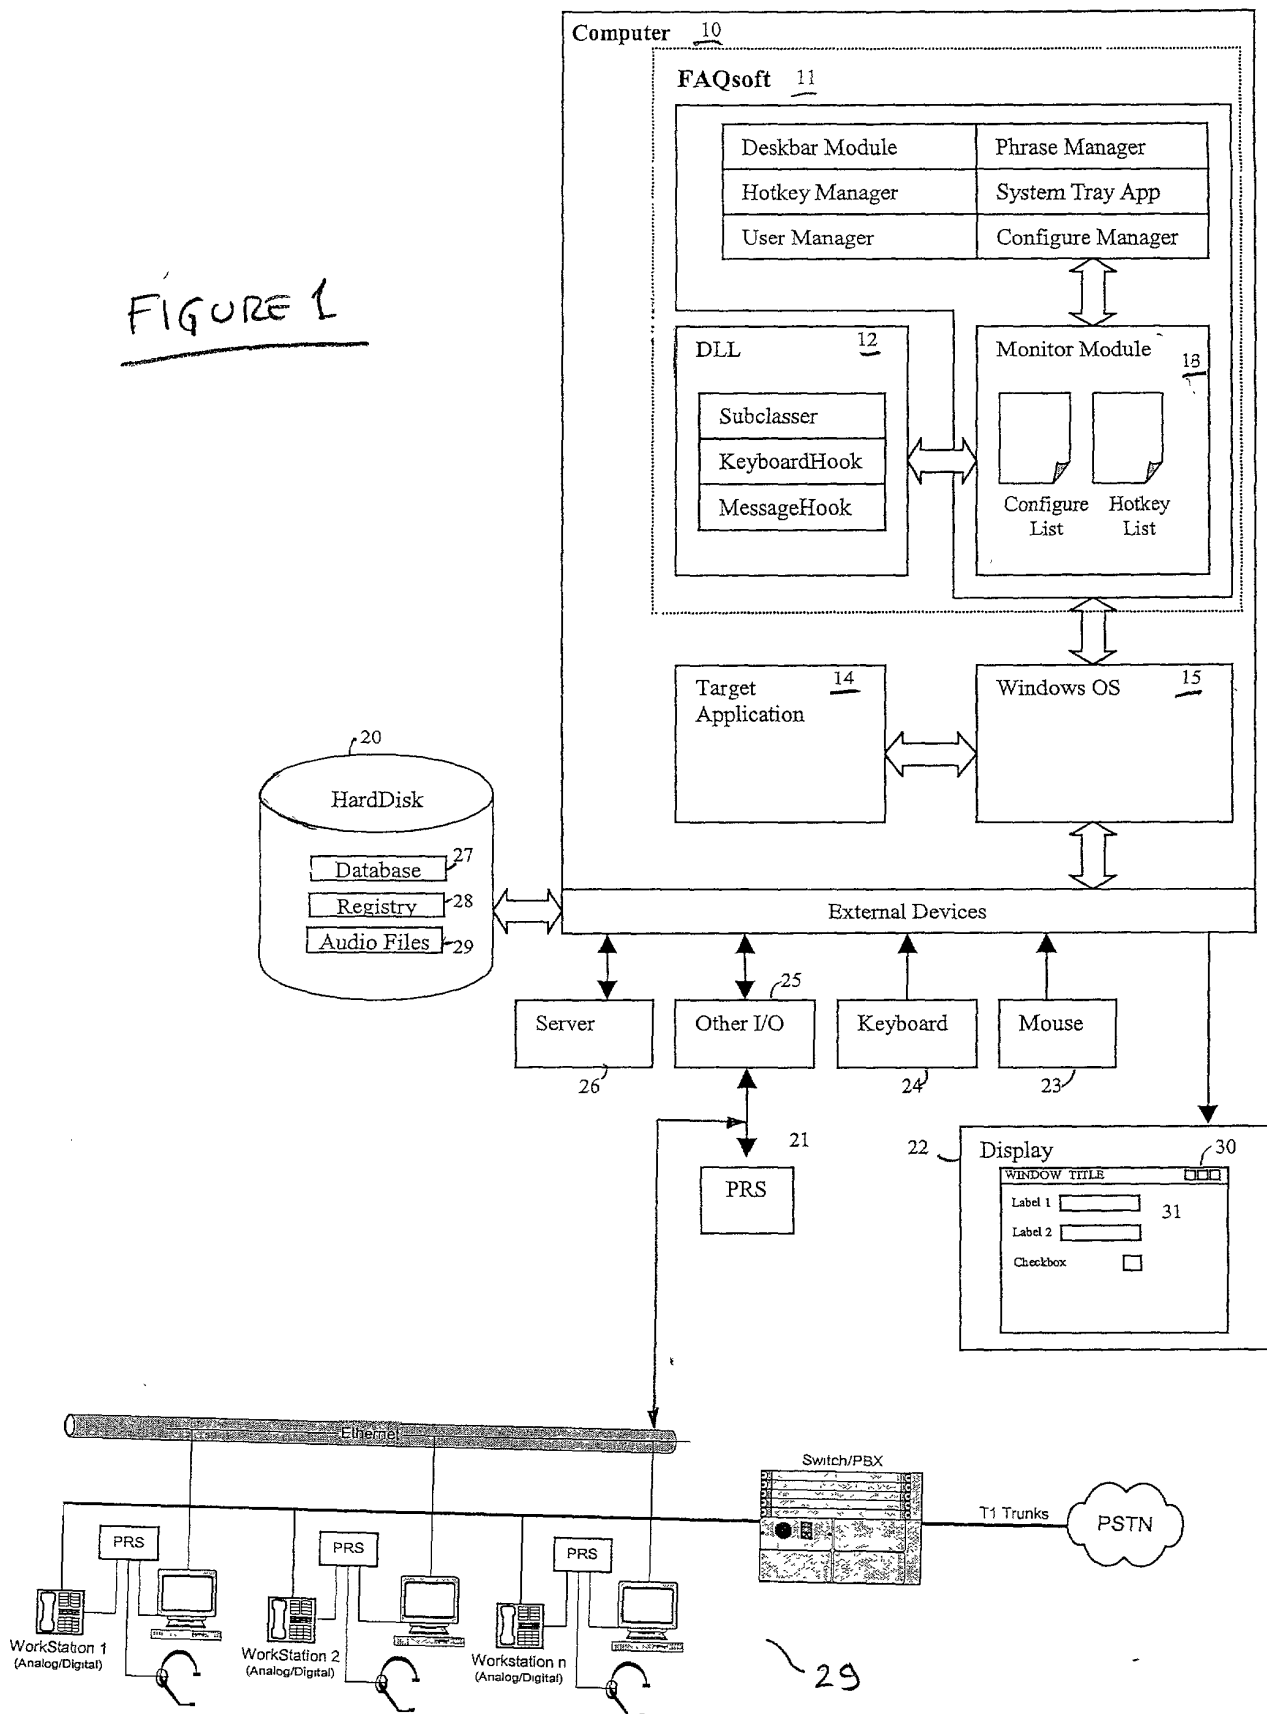 Computer 10
FAQsoft 11
Deskbar Module
Phrase Manager
Hotkey Manager
System Tray App
User Manager
Configure Manager
FIGURE 1
DLL 12
Monitor Module
13
Subclasser
KeyboardHook
MessageHook
Configure List
Hotkey List
Target Application
14
Windows OS 15
20
HardDisk
Database 27
Registry 28
Audio Files 29
External Devices
25
Server
Other I/O
Keyboard
Mouse
26
24
23
21
PRS
22
Display
30
WINDOW TITLE
Label 1
31
Label 2
Checkbox
Ethernet
Switch/PBX
T1 Trunks
PSTN
PRS
PRS
PRS
WorkStation 1
(Analog/Digital)
WorkStation 2
(Analog/Digital)
Workstation n
(Analog/Digital)
29